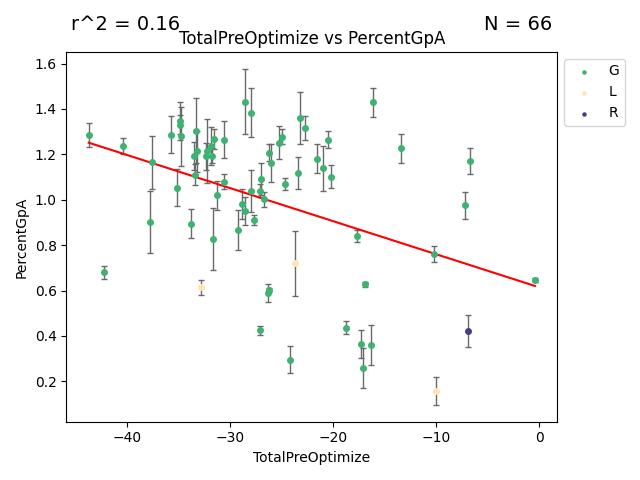 r^2 = 0.16
N = 66
TotalPreOptimize vs PercentGpA
G
L
R
1.6
1.4
1.2
1.0
0.8
0.6
0.4
0.2
PercentGpA
−40
−30
−20
−10
0
TotalPreOptimize